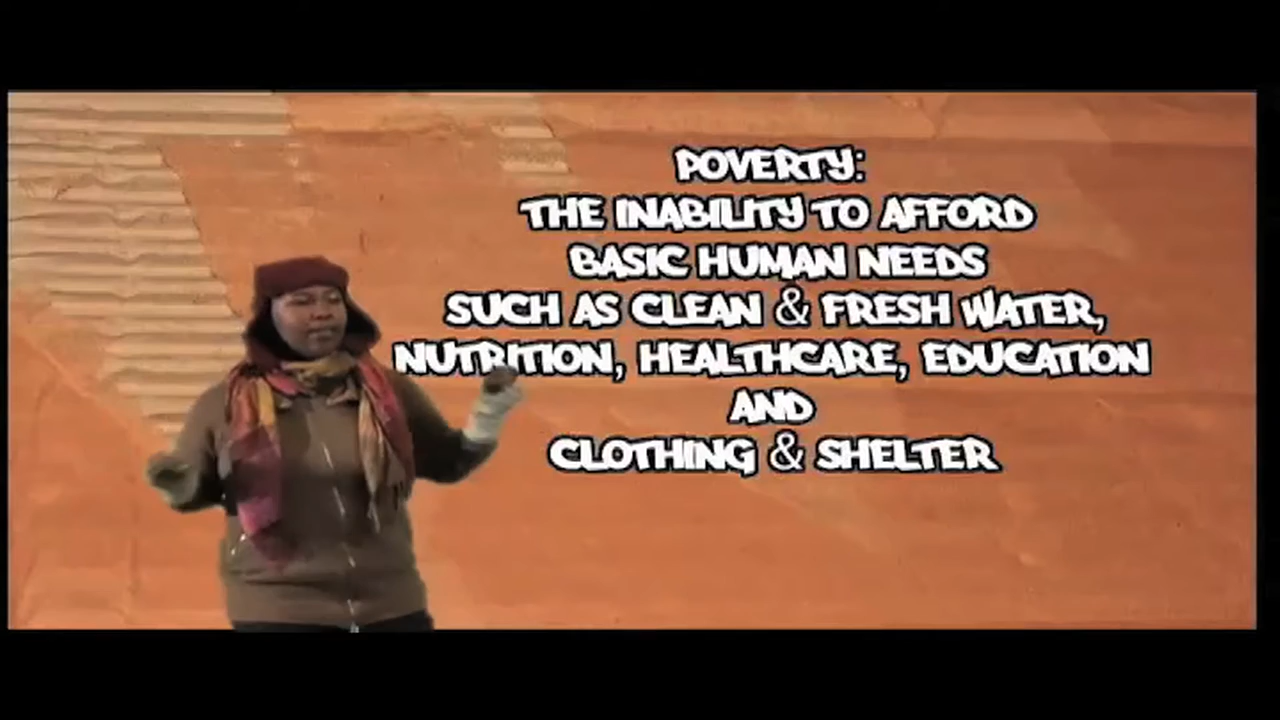 POVERTY:
THE INABILITY TO AFFORD
BASIC HUMAN NEEDS
SUCH AS CLEAN & FRESH WATER,
NUTRITION, HEALTHCARE, EDUCATION
AND
CLOTHING & SHELTER